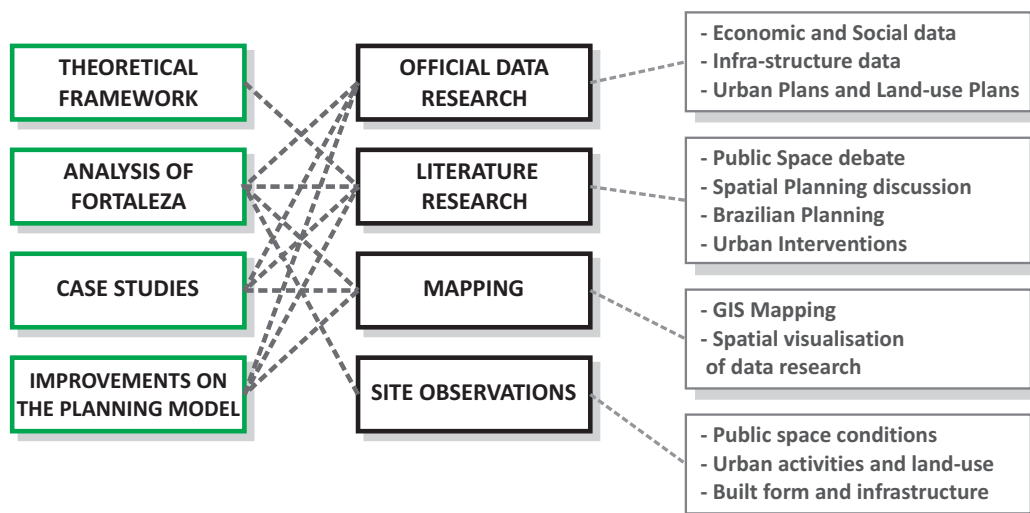 THEORETICAL
FRAMEWORK
ANALYSIS OF
FORTALEZA
CASE STUDIES
IMPROVEMENTS ON
THE PLANNING MODEL
OFFICIAL DATA
RESEARCH
LITERATURE
RESEARCH
MAPPING
SITE OBSERVATIONS
- Economic and Social data
- Infra-structure data
- Urban Plans and Land-use Plans
- Public Space debate
- Spatial Planning discussion
- Brazilian Planning
- Urban Interventions
- GIS Mapping
- Spatial visualisation
of data research
- Public space conditions
- Urban activities and land-use
- Built form and infrastructure